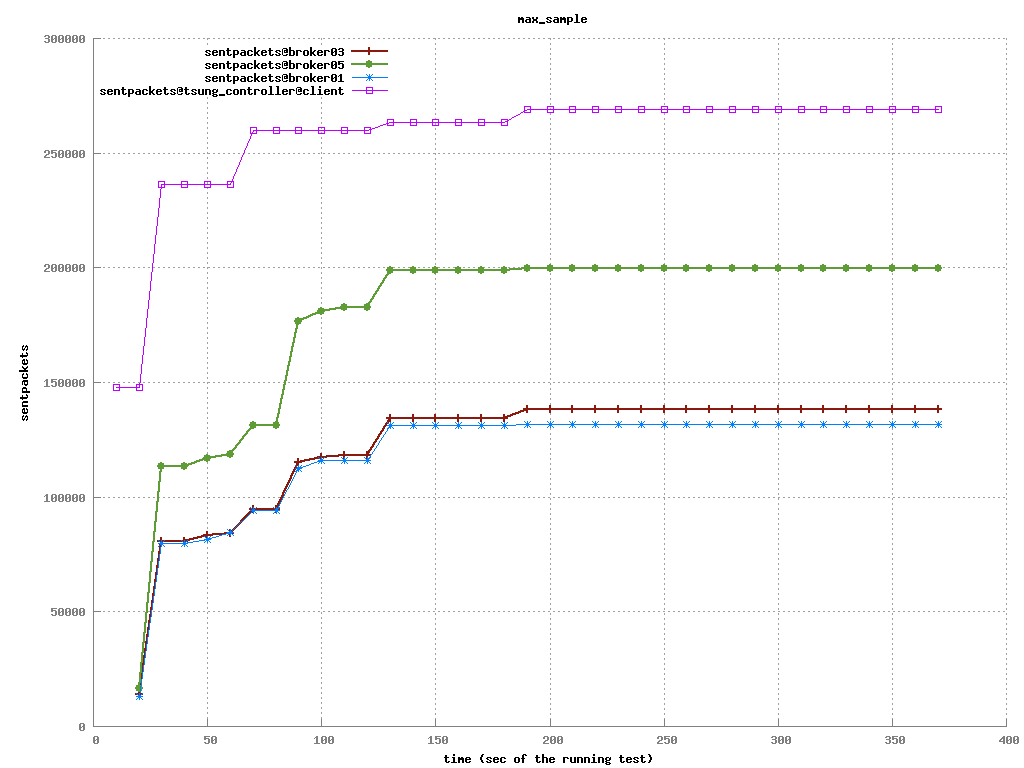 max_sample
300000
250000
200000
150000
100000
50000
0
sentpackets@broker03
sentpackets@broker05
sentpackets@broker01
sentpackets@tsung_controller@client
sentpackets
0 50 100 150 200 250 300 350 400
time (sec of the running test)